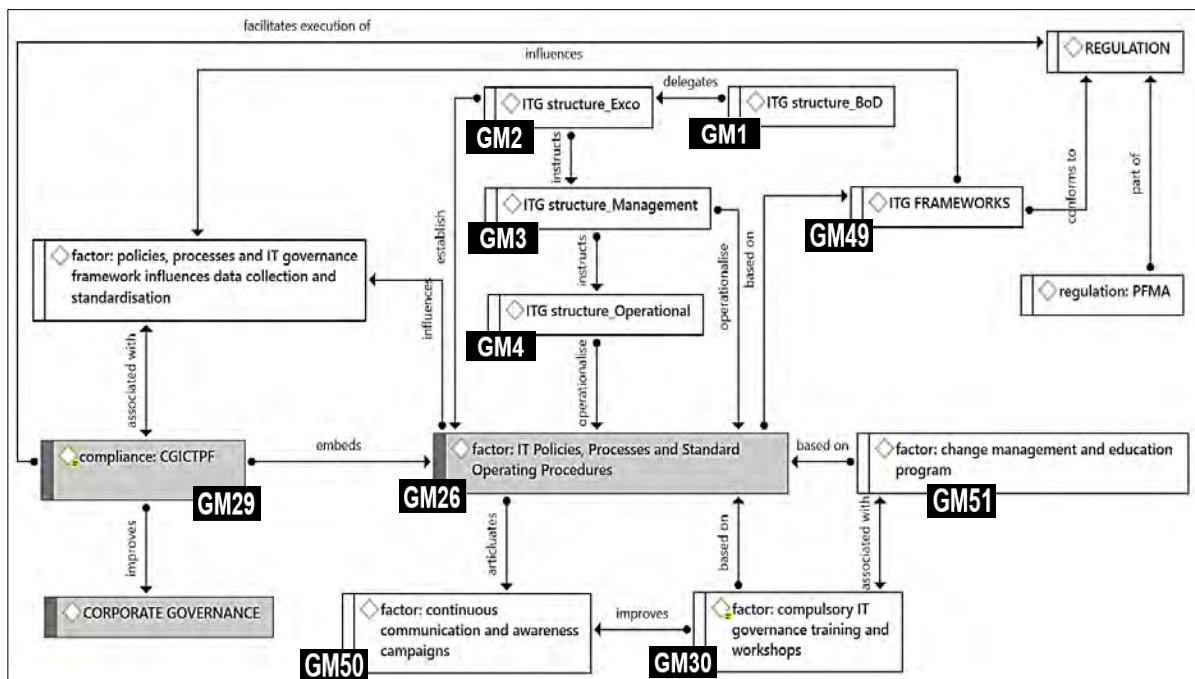 facilitates execution of
REGULATION
influences
delegates
ITG structure_Exco
ITG structure_BoD
GM2
GM1
instructs
conforms to
part of
establish
ITG structure_Management
ITG FRAMEWORKS
GM3
GM49
operationalise
based on
factor: policies, processes and IT governance
framework influences data collection and
standardisation
instructs
regulation: PFMA
influences
ITG structure_Operational
GM4
associated with
operationalise
compliance: CGICTPF
embeds
factor: IT Policies, Processes and Standard
Operating Procedures
based on
factor: change management and education
program
GM29
GM26
GM51
improves
articluates
based on
associated with
CORPORATE GOVERNANCE
factor: continuous
communication and awareness
campaigns
improves
factor: compulsory IT
governance training and
workshops
GM50
GM30